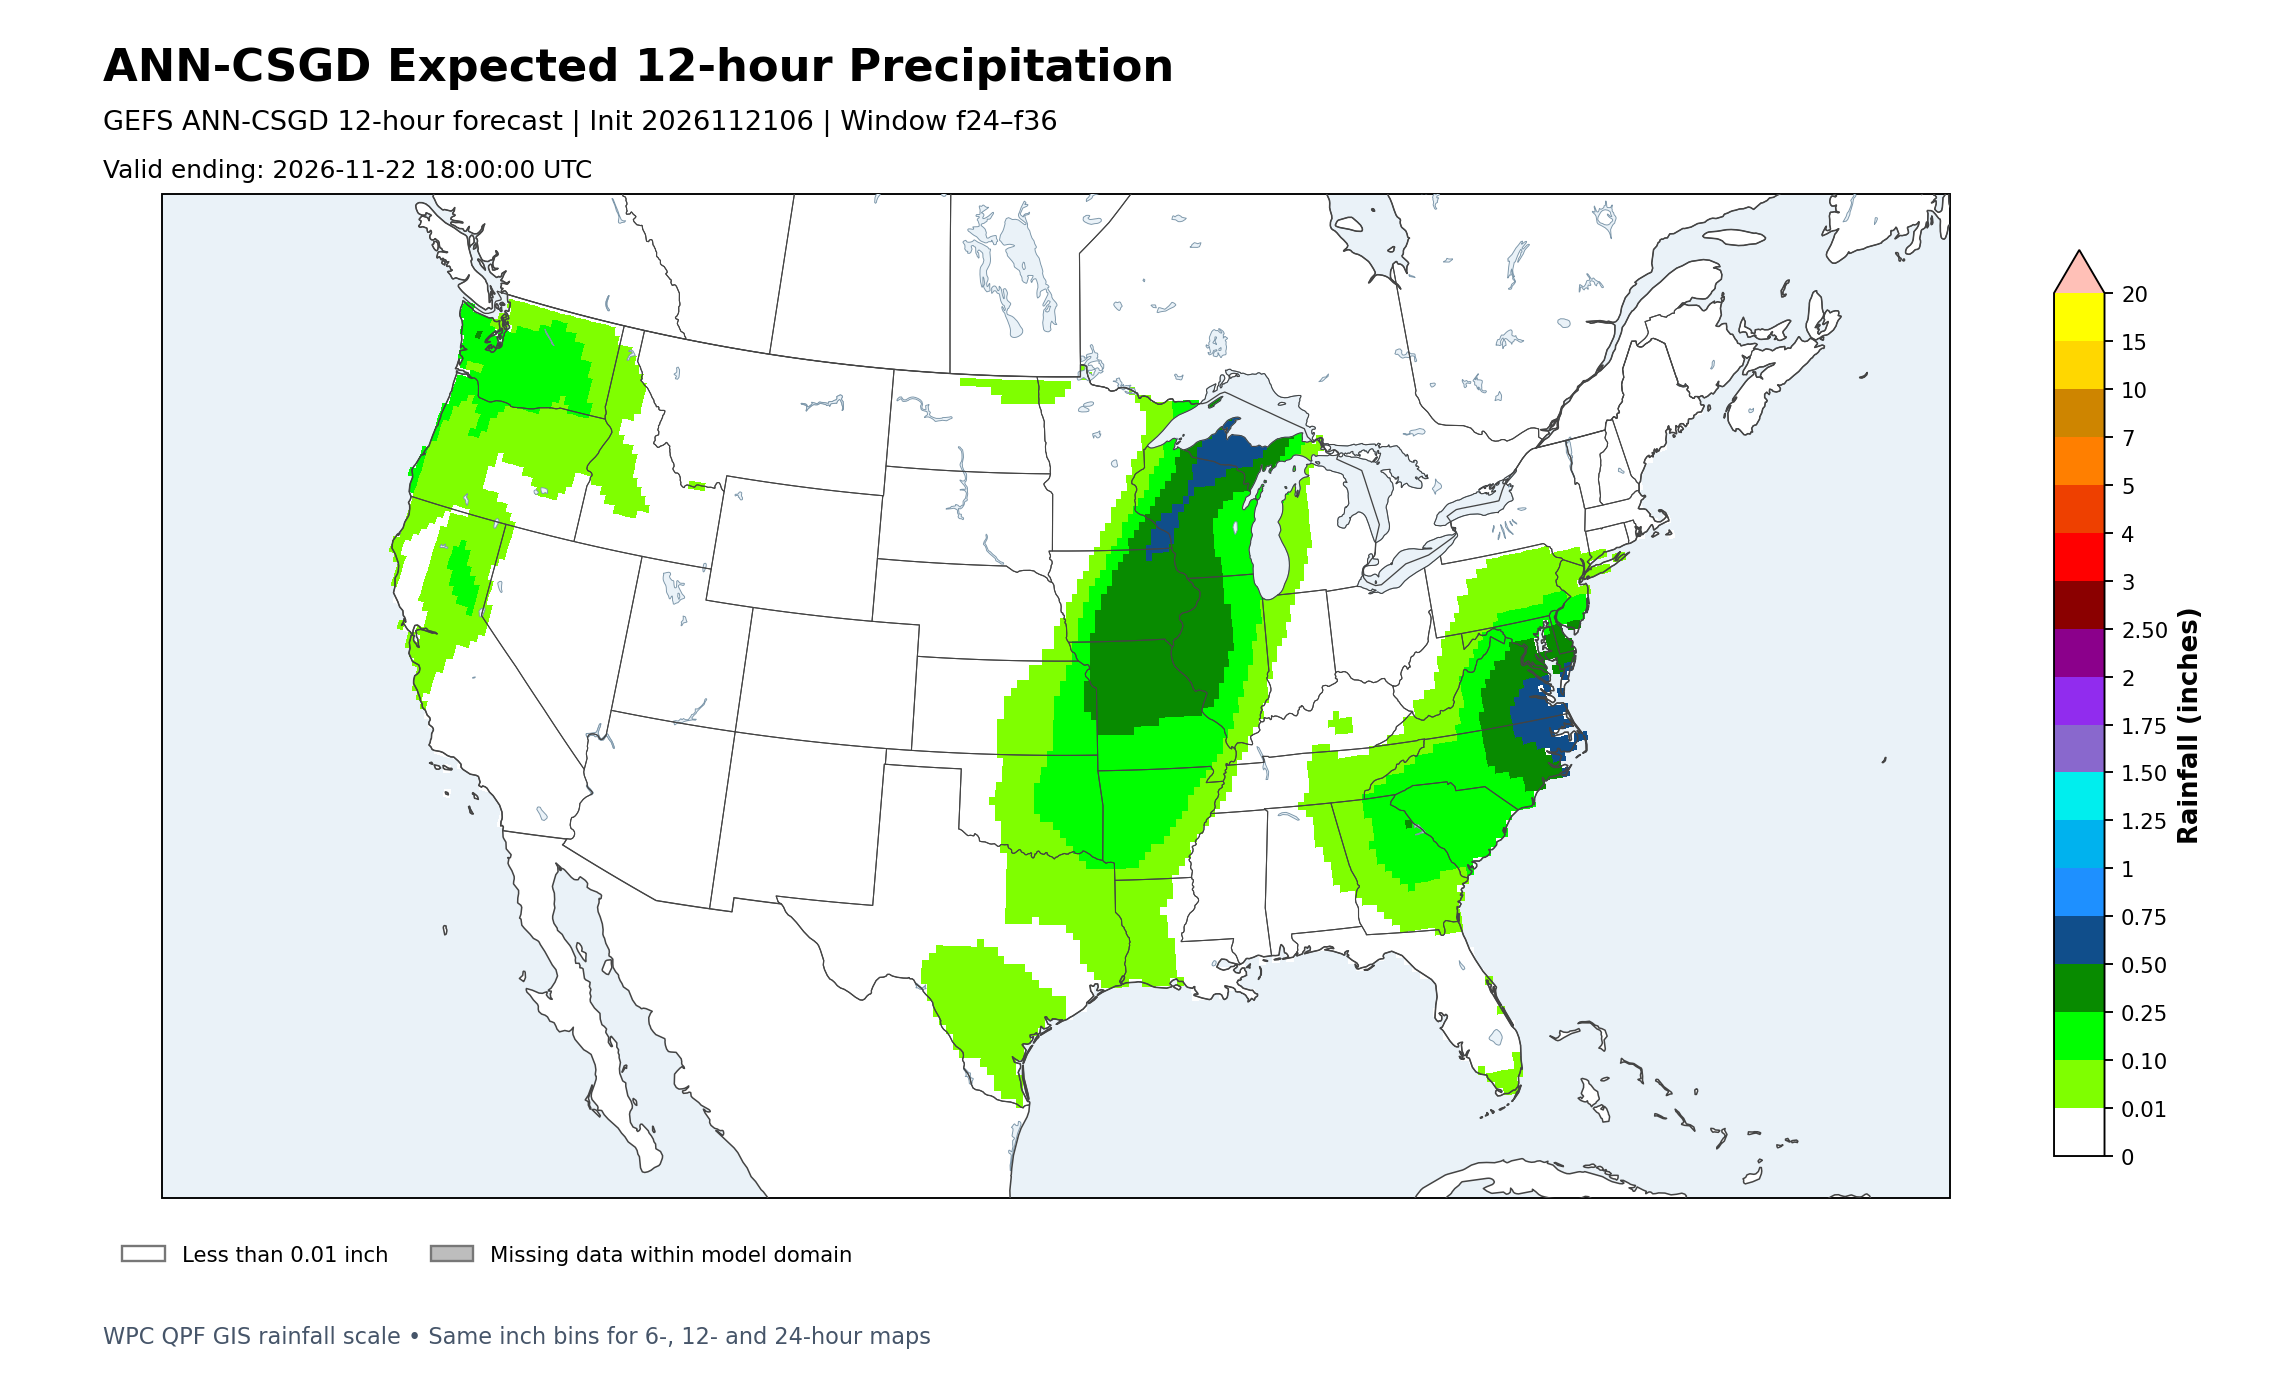 ANN-CSGD Expected 12-hour Precipitation
GEFS ANN-CSGD 12-hour forecast | Init 2026112106 | Window f24–f36
Valid ending: 2026-11-22 18:00:00 UTC
20
15
10
7
5
4
3
2.50
2
1.75
1.50
1.25
1
0.75
0.50
0.25
0.10
0.01
0
Rainfall (inches)
Less than 0.01 inch
Missing data within model domain
WPC QPF GIS rainfall scale • Same inch bins for 6-, 12- and 24-hour maps